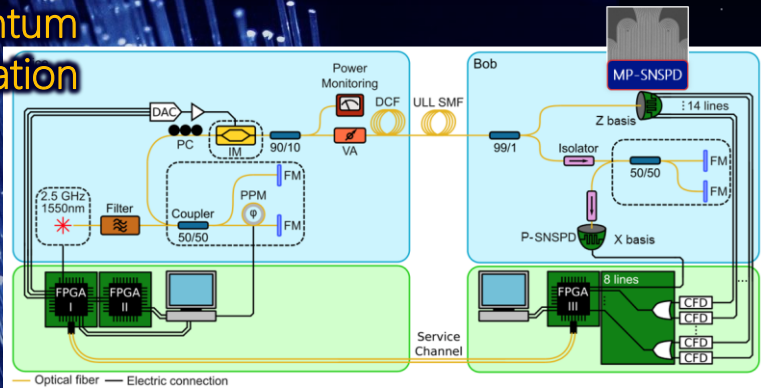 ntum
ation
MP-SNSPD
Bob
Power
Monitoring
DCF
ULL SMF
DAC
PC
IM
90/10
VA
99/1
Z basis
14 lines
Isolator
50/50
FM
FM
2.5 GHz
1550nm
Filter
Coupler
50/50
PPM
φ
FM
FM
P-SNSPD
X basis
FPGA
I
FPGA
II
FPGA
III
8 lines
CFD
CFD
CFD
CFD
Service
Channel
Optical fiber
Electric connection